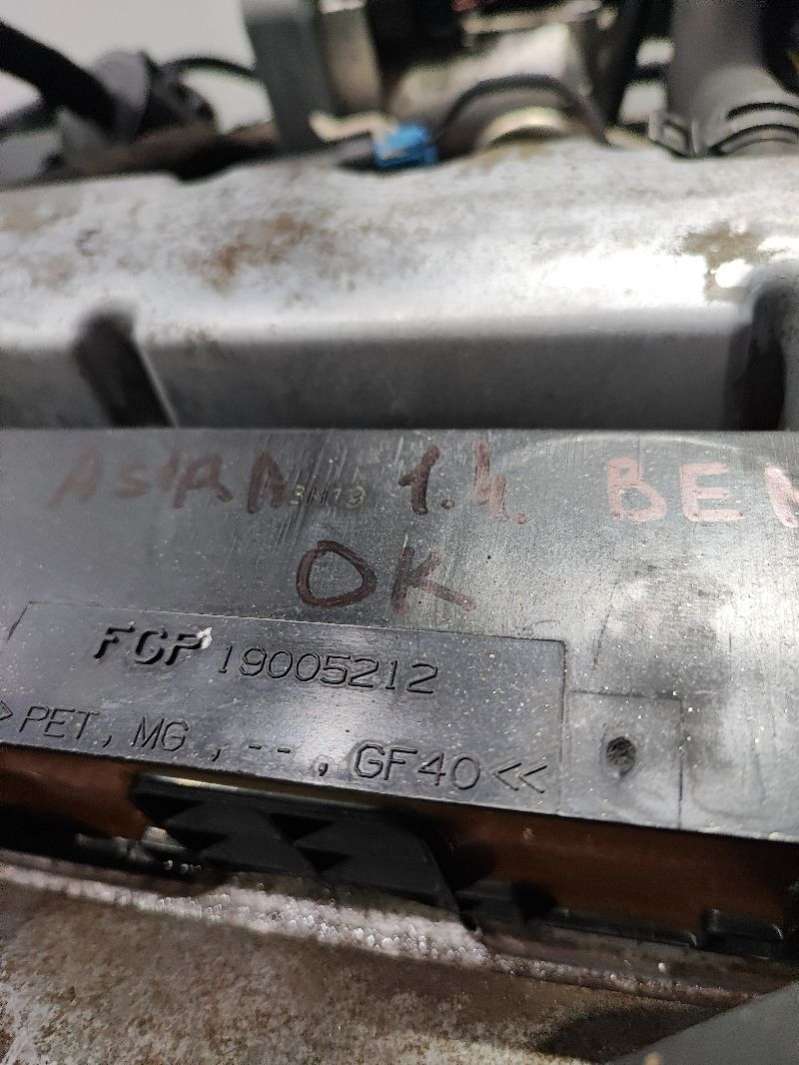 ASTRA 1.4. BEN
OK
FCP 19005212
>PET, MG, --, GF40<<